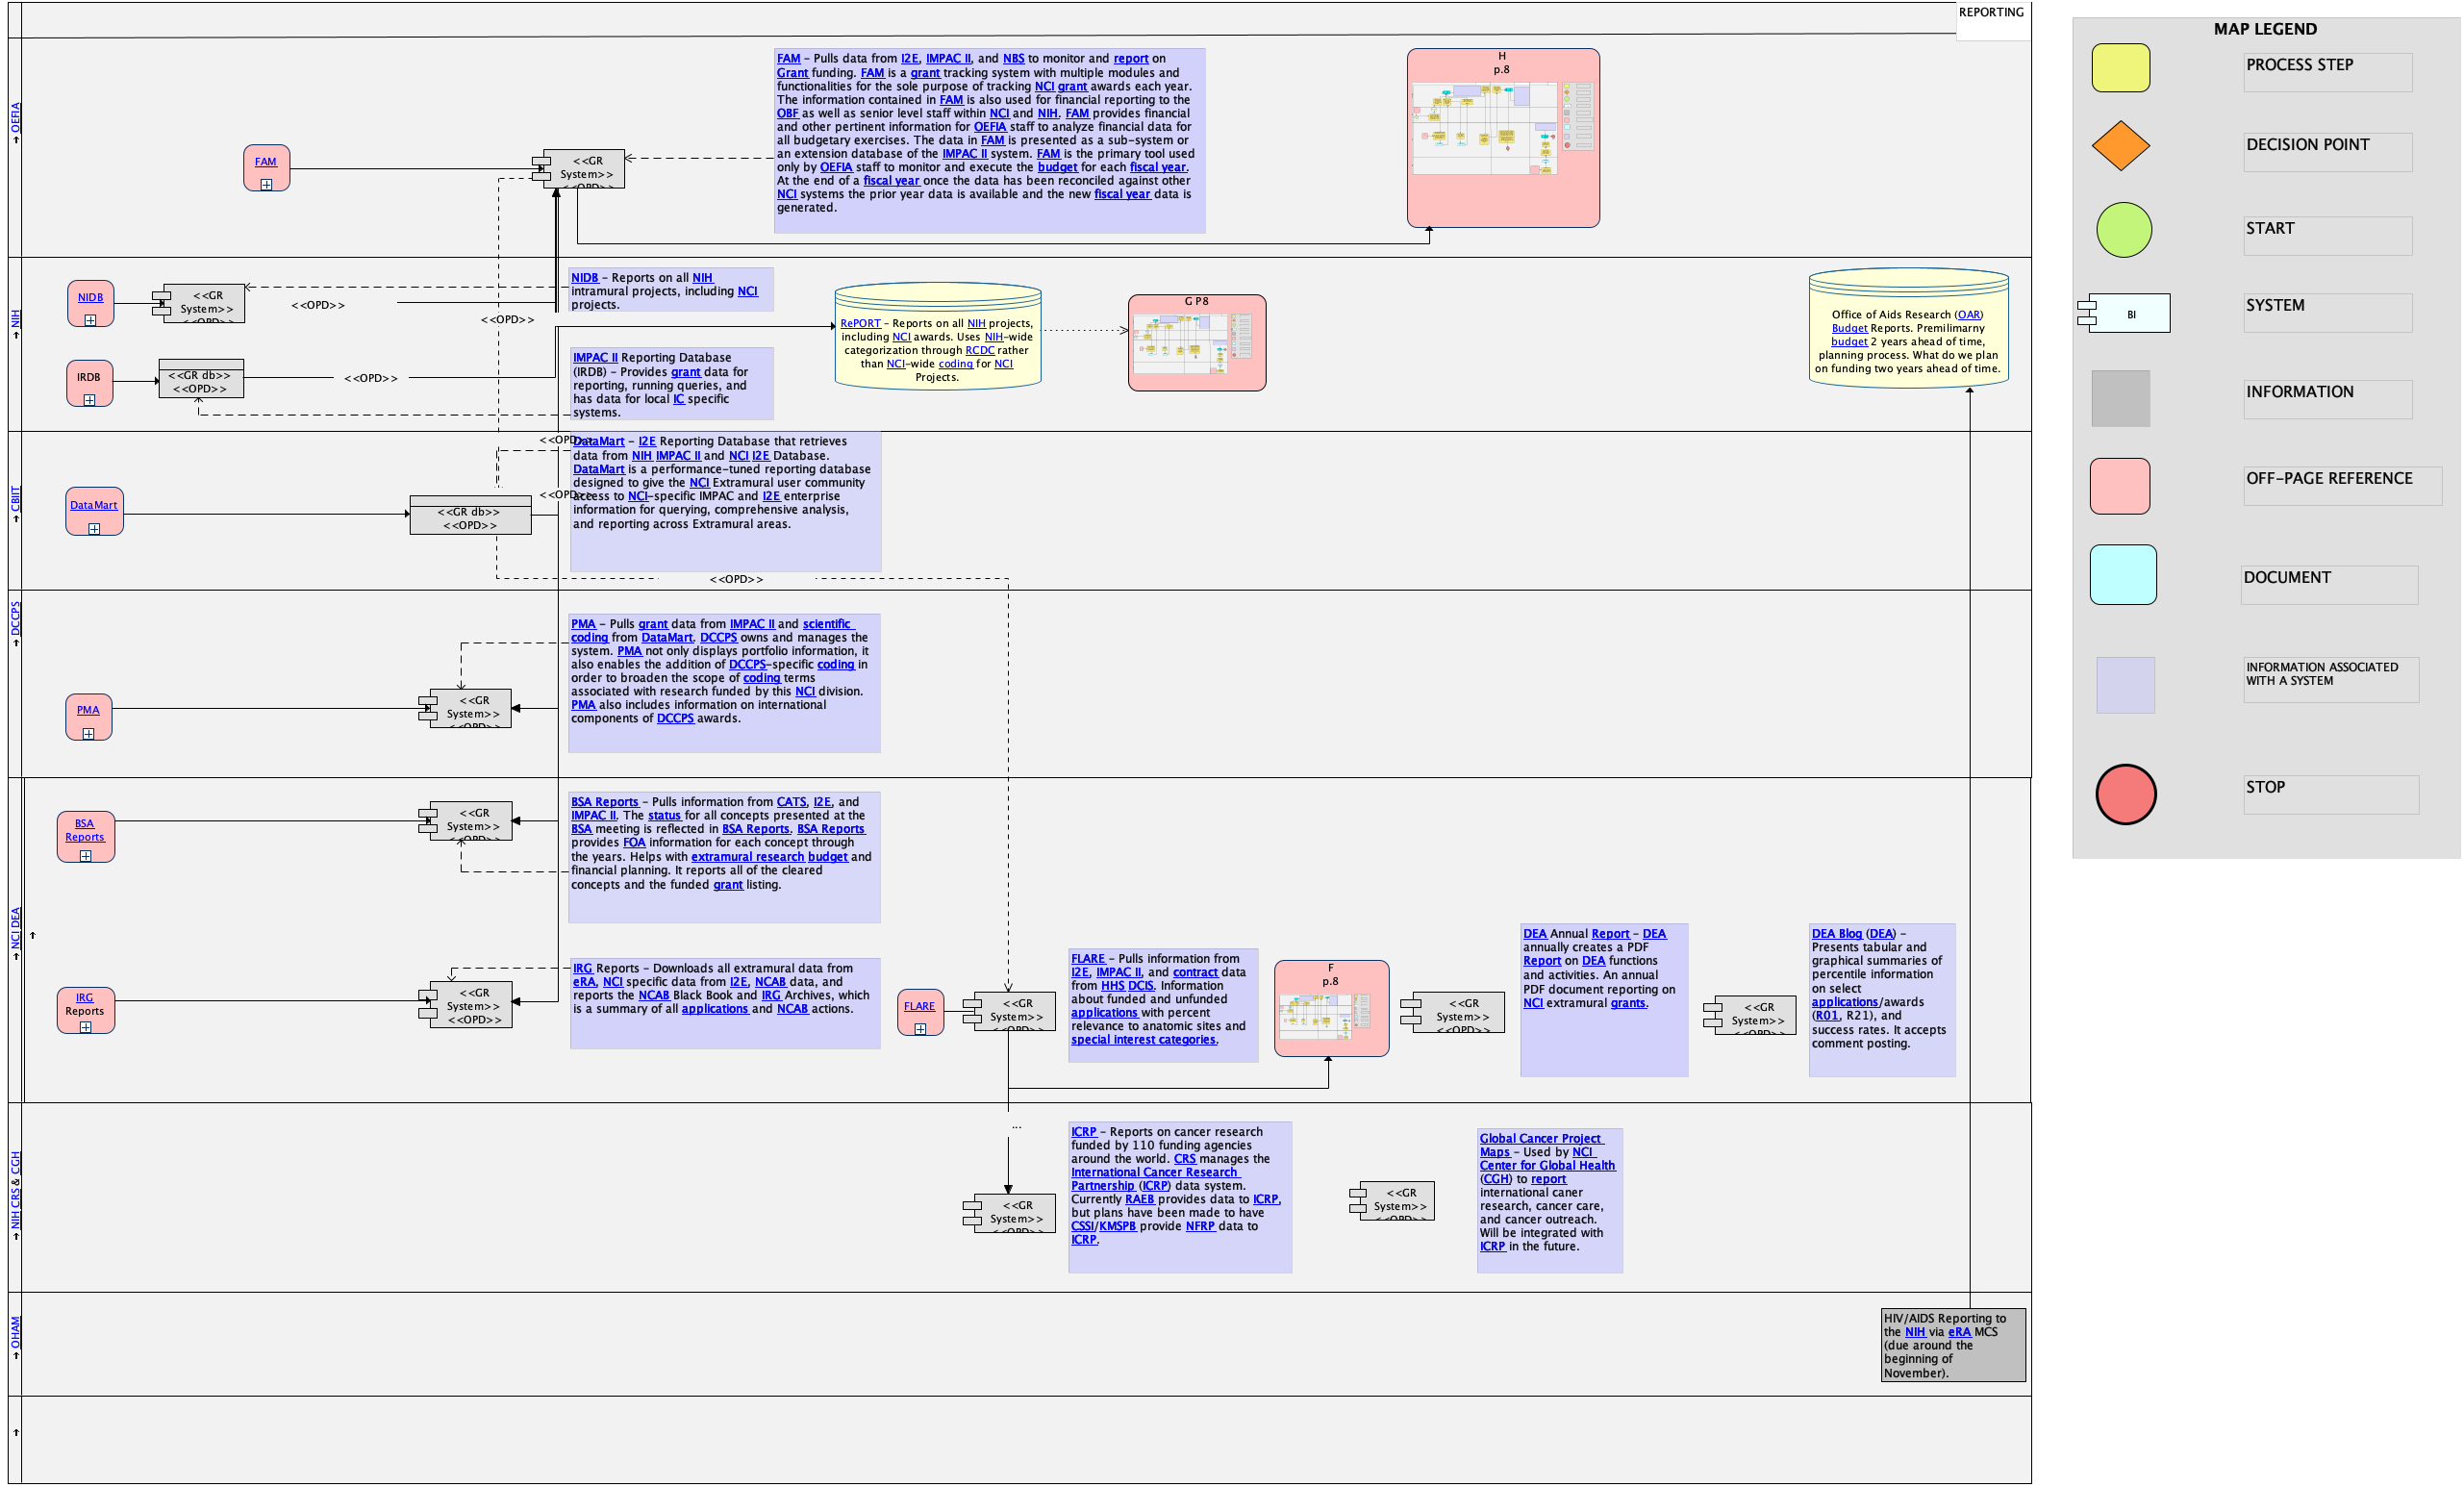 REPORTING
OEFIA
FAM
<<GR
System>>
<<OPD>>
FAM – Pulls data from I2E, IMPAC II, and NBS to monitor and report on
Grant funding. FAM is a grant tracking system with multiple modules and
functionalities for the sole purpose of tracking NCI grant awards each year.
The information contained in FAM is also used for financial reporting to the
OBF as well as senior level staff within NCI and NIH. FAM provides financial
and other pertinent information for OEFIA staff to analyze financial data for
all budgetary exercises. The data in FAM is presented as a sub-system or
an extension database of the IMPAC II system. FAM is the primary tool used
only by OEFIA staff to monitor and execute the budget for each fiscal year.
At the end of a fiscal year once the data has been reconciled against other
NCI systems the prior year data is available and the new fiscal year data is
generated.
H
p.8
NIH
NIDB
<<GR
System>>
<<OPD>>
<<OPD>>
<<OPD>>
NIDB – Reports on all NIH
intramural projects, including NCI
projects.
IRDB
<<GR db>>
<<OPD>>
<<OPD>>
IMPAC II Reporting Database
(IRDB) – Provides grant data for
reporting, running queries, and
has data for local IC specific
systems.
RePORT – Reports on all NIH projects,
including NCI awards. Uses NIH-wide
categorization through RCDC rather
than NCI-wide coding for NCI
Projects.
G P8
Office of Aids Research (OAR)
Budget Reports. Premilimarny
budget 2 years ahead of time,
planning process. What do we plan
on funding two years ahead of time.
CBIIT
DataMart
<<GR db>>
<<OPD>>
<<OPD>>
<<OPD>>
DataMart – I2E Reporting Database that retrieves
data from NIH IMPAC II and NCI I2E Database.
DataMart is a performance-tuned reporting database
designed to give the NCI Extramural user community
access to NCI-specific IMPAC and I2E enterprise
information for querying, comprehensive analysis,
and reporting across Extramural areas.
<<OPD>>
DCCPS
PMA
<<GR
System>>
<<OPD>>
PMA – Pulls grant data from IMPAC II and scientific
coding from DataMart. DCCPS owns and manages the
system. PMA not only displays portfolio information, it
also enables the addition of DCCPS-specific coding in
order to broaden the scope of coding terms
associated with research funded by this NCI division.
PMA also includes information on international
components of DCCPS awards.
NCI DEA
BSA
Reports
<<GR
System>>
<<OPD>>
BSA Reports – Pulls information from CATS, I2E, and
IMPAC II. The status for all concepts presented at the
BSA meeting is reflected in BSA Reports. BSA Reports
provides FOA information for each concept through
the years. Helps with extramural research budget and
financial planning. It reports all of the cleared
concepts and the funded grant listing.
IRG
Reports
<<GR
System>>
<<OPD>>
IRG Reports – Downloads all extramural data from
eRA, NCI specific data from I2E, NCAB data, and
reports the NCAB Black Book and IRG Archives, which
is a summary of all applications and NCAB actions.
FLARE
<<GR
System>>
<<OPD>>
FLARE – Pulls information from
I2E, IMPAC II, and contract data
from HHS DCIS. Information
about funded and unfunded
applications with percent
relevance to anatomic sites and
special interest categories.
F
p.8
<<GR
System>>
<<OPD>>
DEA Annual Report – DEA
annually creates a PDF
Report on DEA functions
and activities. An annual
PDF document reporting on
NCI extramural grants.
<<GR
System>>
<<OPD>>
DEA Blog (DEA) –
Presents tabular and
graphical summaries of
percentile information
on select
applications/awards
(R01, R21), and
success rates. It accepts
comment posting.
NIH CRS & CGH
...
<<GR
System>>
<<OPD>>
ICRP – Reports on cancer research
funded by 110 funding agencies
around the world. CRS manages the
International Cancer Research
Partnership (ICRP) data system.
Currently RAEB provides data to ICRP,
but plans have been made to have
CSSI/KMSPB provide NFRP data to
ICRP.
<<GR
System>>
<<OPD>>
Global Cancer Project
Maps – Used by NCI
Center for Global Health
(CGH) to report
international caner
research, cancer care,
and cancer outreach.
Will be integrated with
ICRP in the future.
OHAM
HIV/AIDS Reporting to
the NIH via eRA MCS
(due around the
beginning of
November).
MAP LEGEND
PROCESS STEP
DECISION POINT
START
BI
SYSTEM
INFORMATION
OFF-PAGE REFERENCE
DOCUMENT
INFORMATION ASSOCIATED
WITH A SYSTEM
STOP